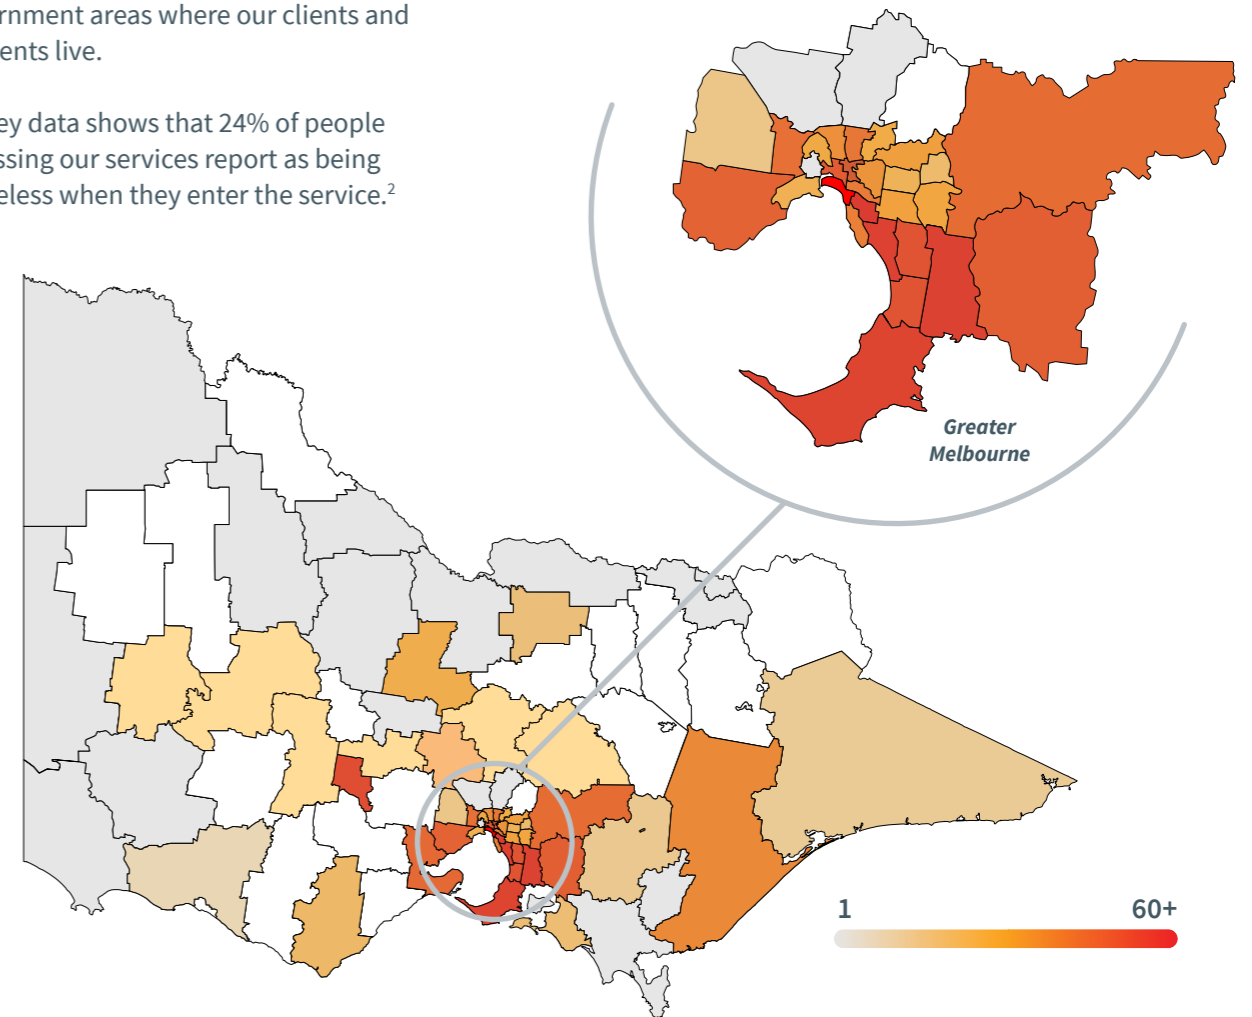 rnment areas where our clients and
ents live.
ey data shows that 24% of people
ssing our services report as being
eless when they enter the service.2
Greater
Melbourne
1 60+